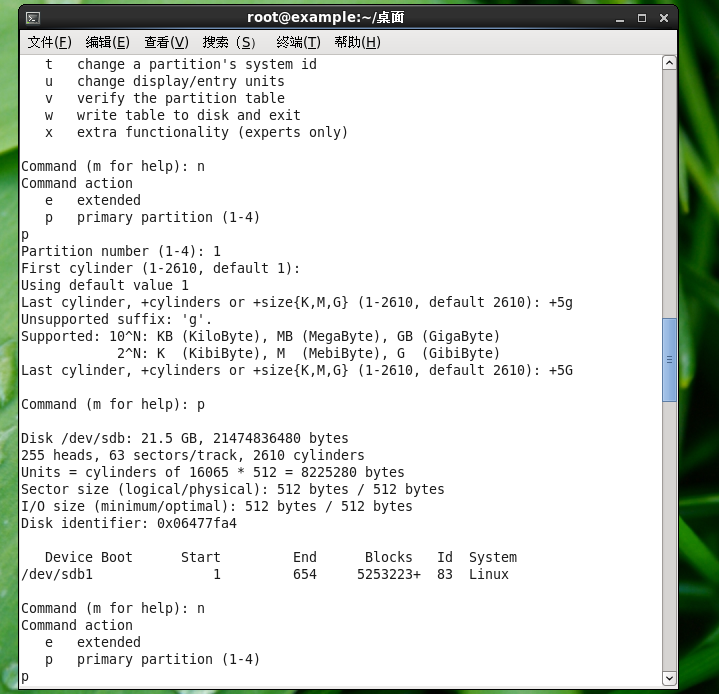 root@example:~/桌面
文件(F) 编辑(E) 查看(V) 搜索（S） 终端(T) 帮助(H)
   t   change a partition's system id
   u   change display/entry units
   v   verify the partition table
   w   write table to disk and exit
   x   extra functionality (experts only)

Command (m for help): n
Command action
   e   extended
   p   primary partition (1-4)
p
Partition number (1-4): 1
First cylinder (1-2610, default 1):
Using default value 1
Last cylinder, +cylinders or +size{K,M,G} (1-2610, default 2610): +5g
Unsupported suffix: 'g'.
Supported: 10^N: KB (KiloByte), MB (MegaByte), GB (GigaByte)
            2^N: K  (KibiByte), M  (MebiByte), G  (GibiByte)
Last cylinder, +cylinders or +size{K,M,G} (1-2610, default 2610): +5G

Command (m for help): p

Disk /dev/sdb: 21.5 GB, 21474836480 bytes
255 heads, 63 sectors/track, 2610 cylinders
Units = cylinders of 16065 * 512 = 8225280 bytes
Sector size (logical/physical): 512 bytes / 512 bytes
I/O size (minimum/optimal): 512 bytes / 512 bytes
Disk identifier: 0x06477fa4

   Device Boot      Start         End      Blocks   Id  System
/dev/sdb1               1         654     5253223+  83  Linux

Command (m for help): n
Command action
   e   extended
   p   primary partition (1-4)
p